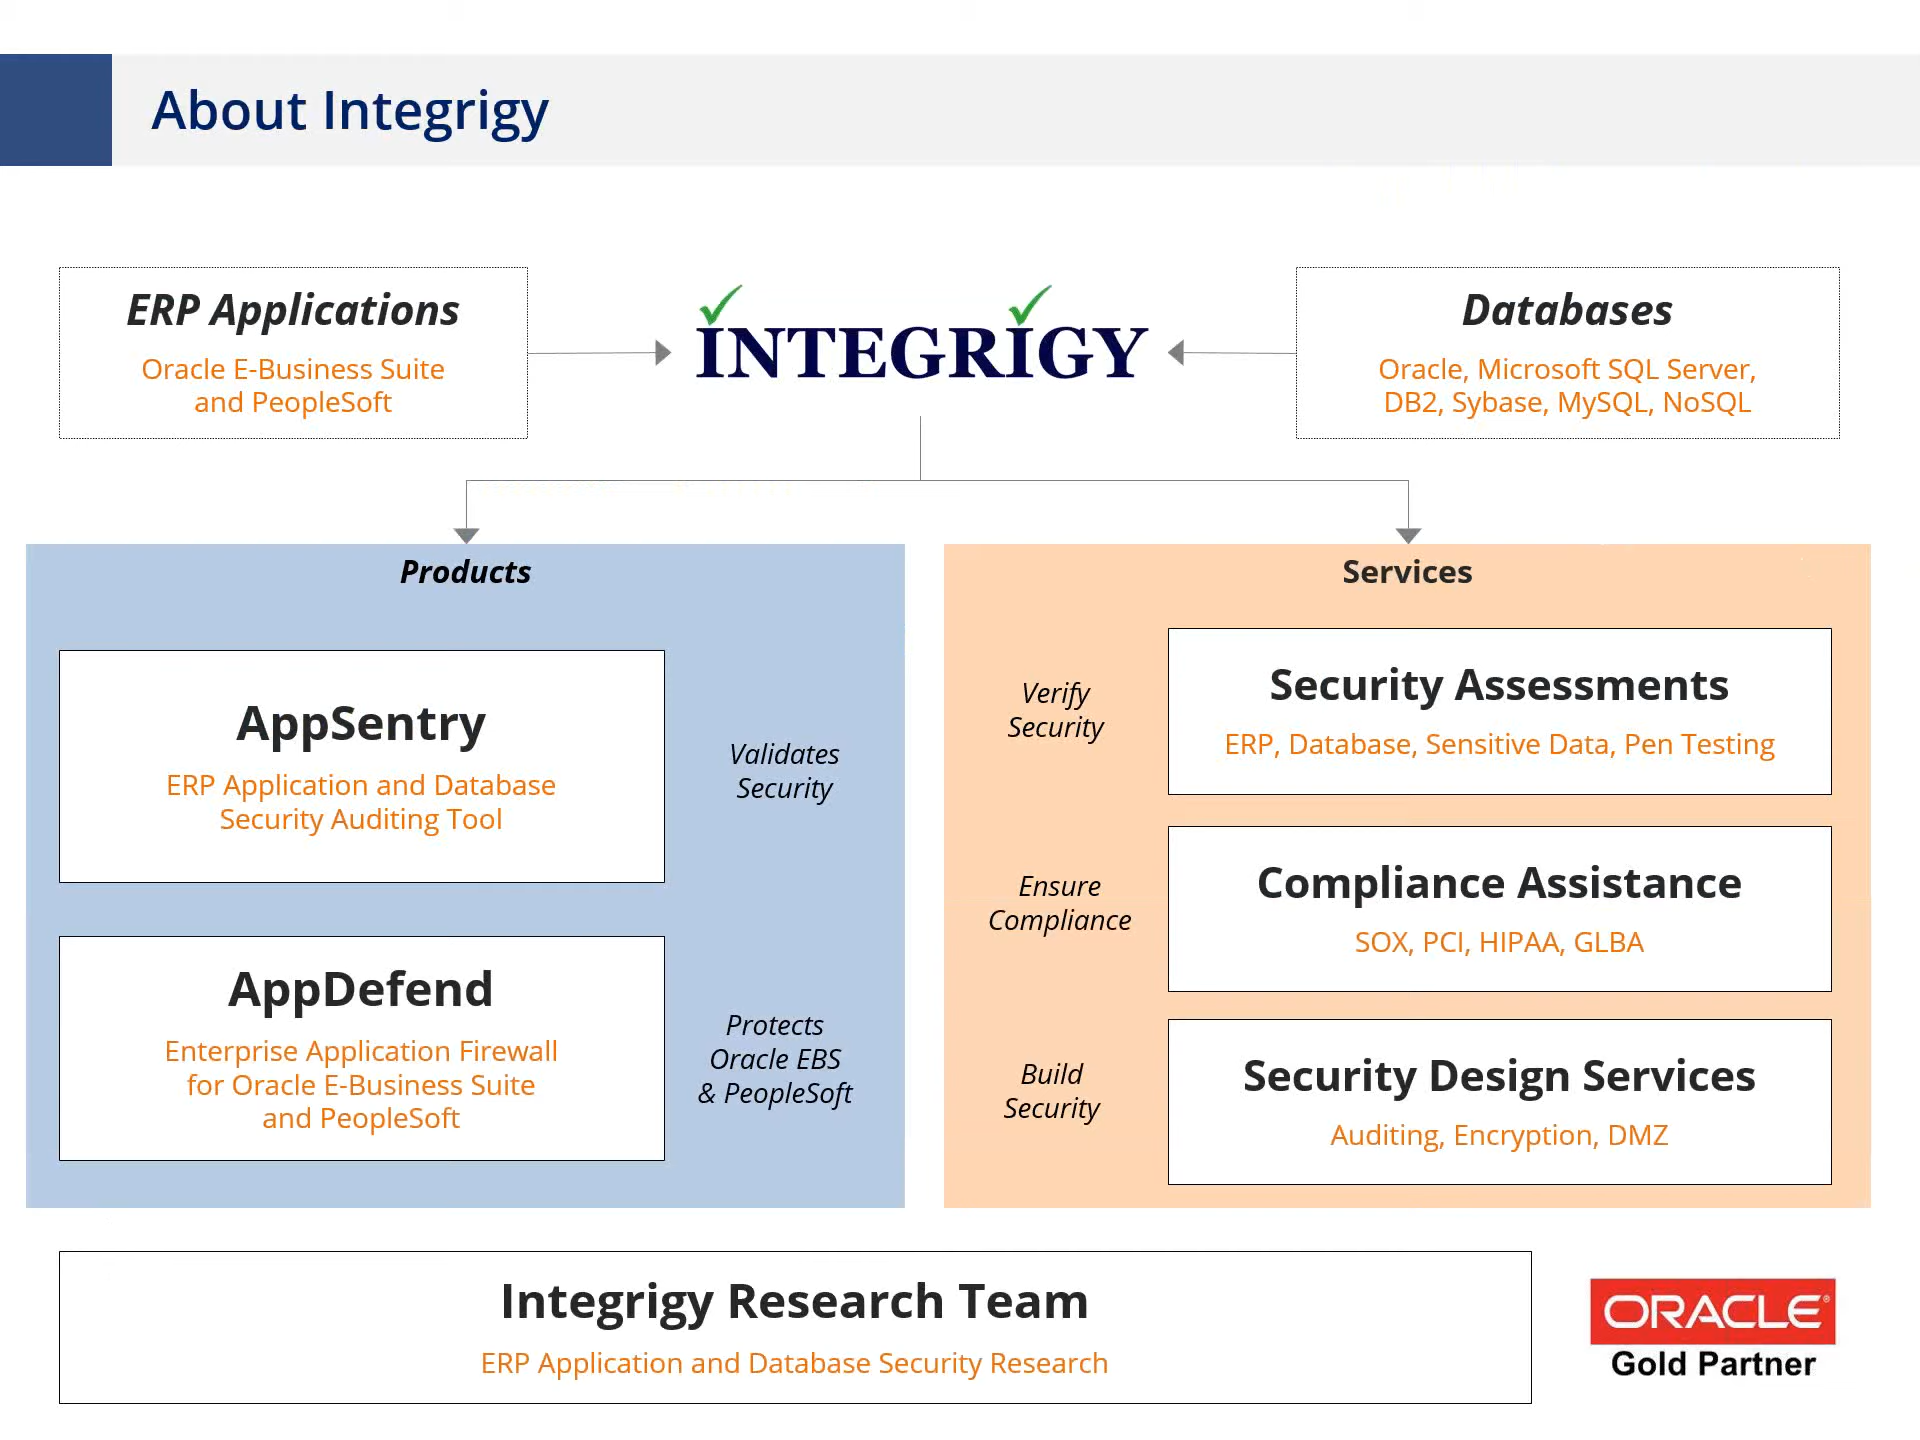 About Integrigy
ERP Applications
Oracle E-Business Suite
and PeopleSoft
INTEGRIGY
Databases
Oracle, Microsoft SQL Server,
DB2, Sybase, MySQL, NoSQL
Products
AppSentry
ERP Application and Database
Security Auditing Tool
Validates
Security
AppDefend
Enterprise Application Firewall
for Oracle E-Business Suite
and PeopleSoft
Protects
Oracle EBS
& PeopleSoft
Services
Verify
Security
Security Assessments
ERP, Database, Sensitive Data, Pen Testing
Ensure
Compliance
Compliance Assistance
SOX, PCI, HIPAA, GLBA
Build
Security
Security Design Services
Auditing, Encryption, DMZ
Integrigy Research Team
ERP Application and Database Security Research
ORACLE®
Gold Partner